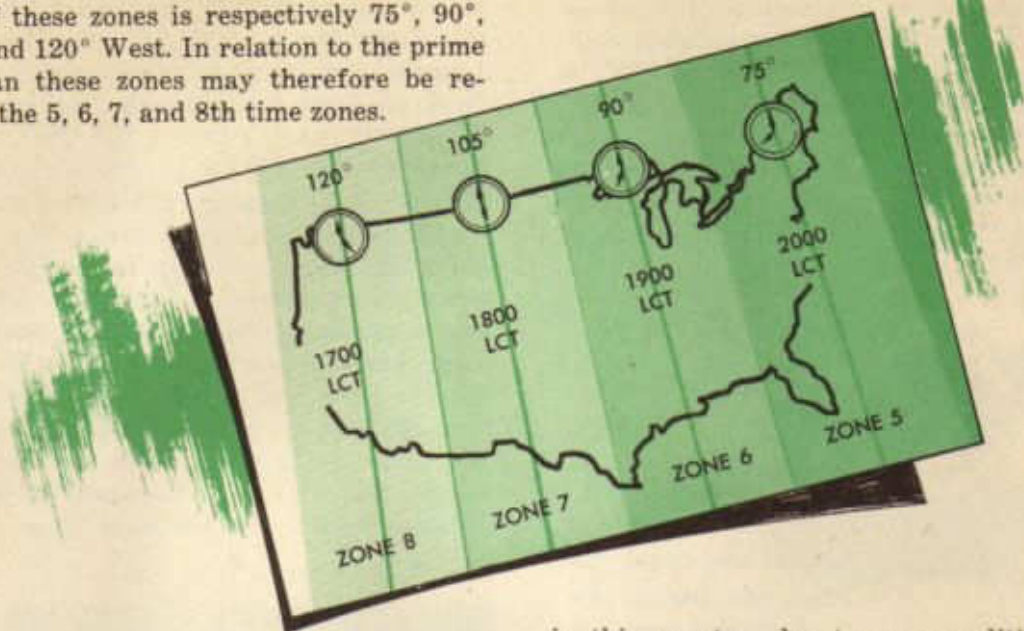 these zones is respectively 75°, 90°,
nd 120° West. In relation to the prime
an these zones may therefore be re-
the 5, 6, 7, and 8th time zones.
75°
90°
105°
120°
2000
LCT
1900
LCT
1800
LCT
1700
LCT
ZONE 5
ZONE 6
ZONE 7
ZONE 8